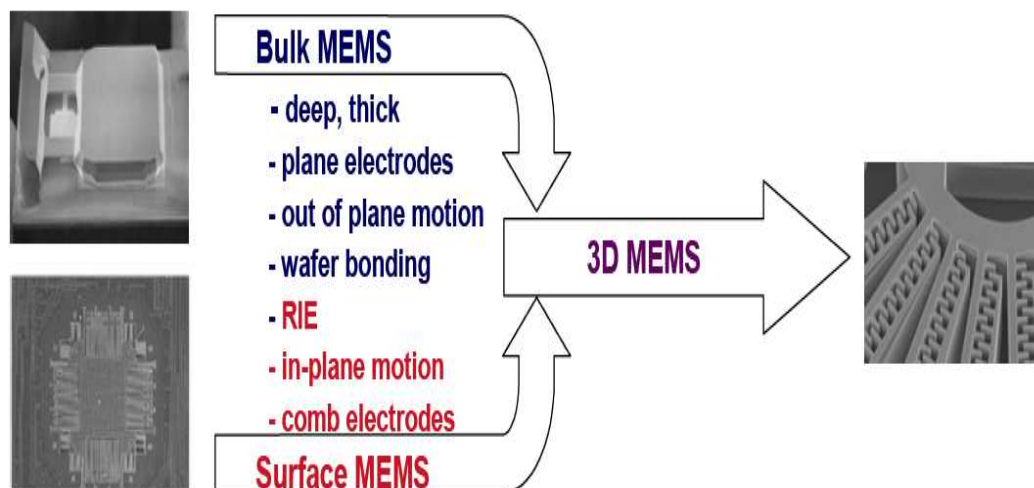 Bulk MEMS
- deep, thick
- plane electrodes
- out of plane motion
- wafer bonding
- RIE
- in-plane motion
- comb electrodes
Surface MEMS
3D MEMS